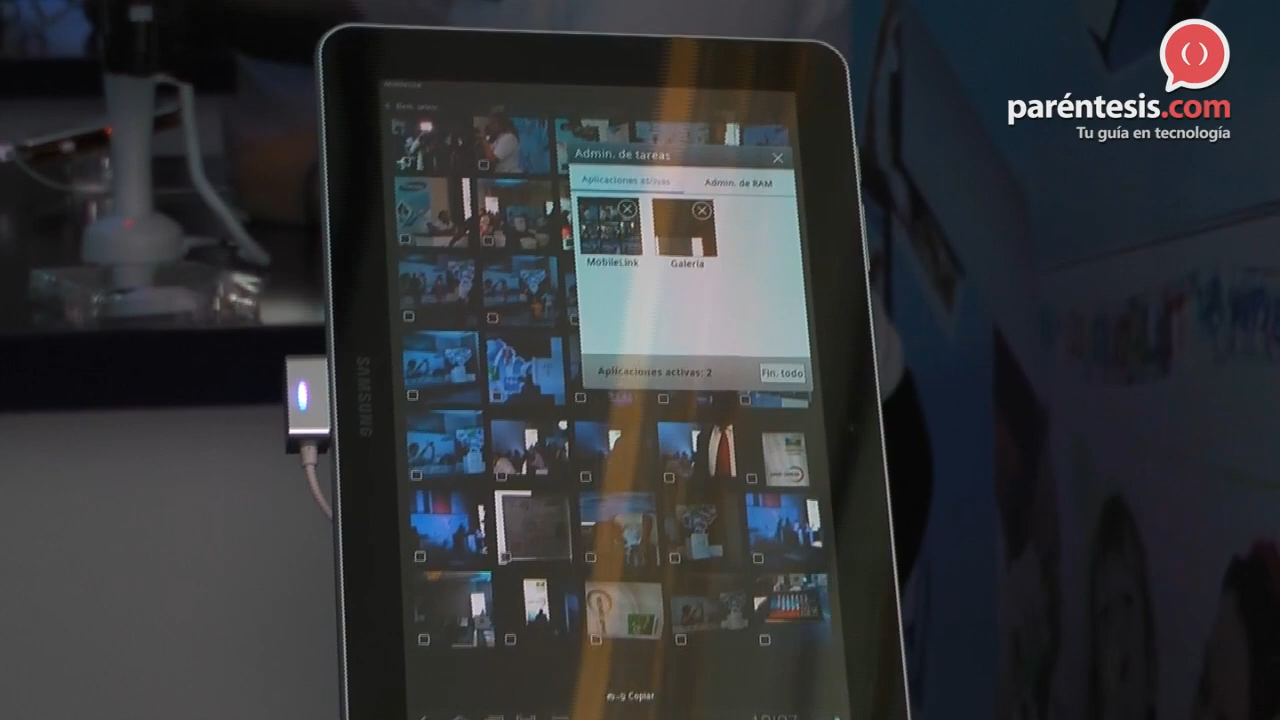 paréntesis.com
Tu guía en tecnología
Admin. de tareas
Aplicaciones activas
Admin. de RAM
MobileLink
Galería
Aplicaciones activas: 2
Fin. todo
SAMSUNG
Copiar